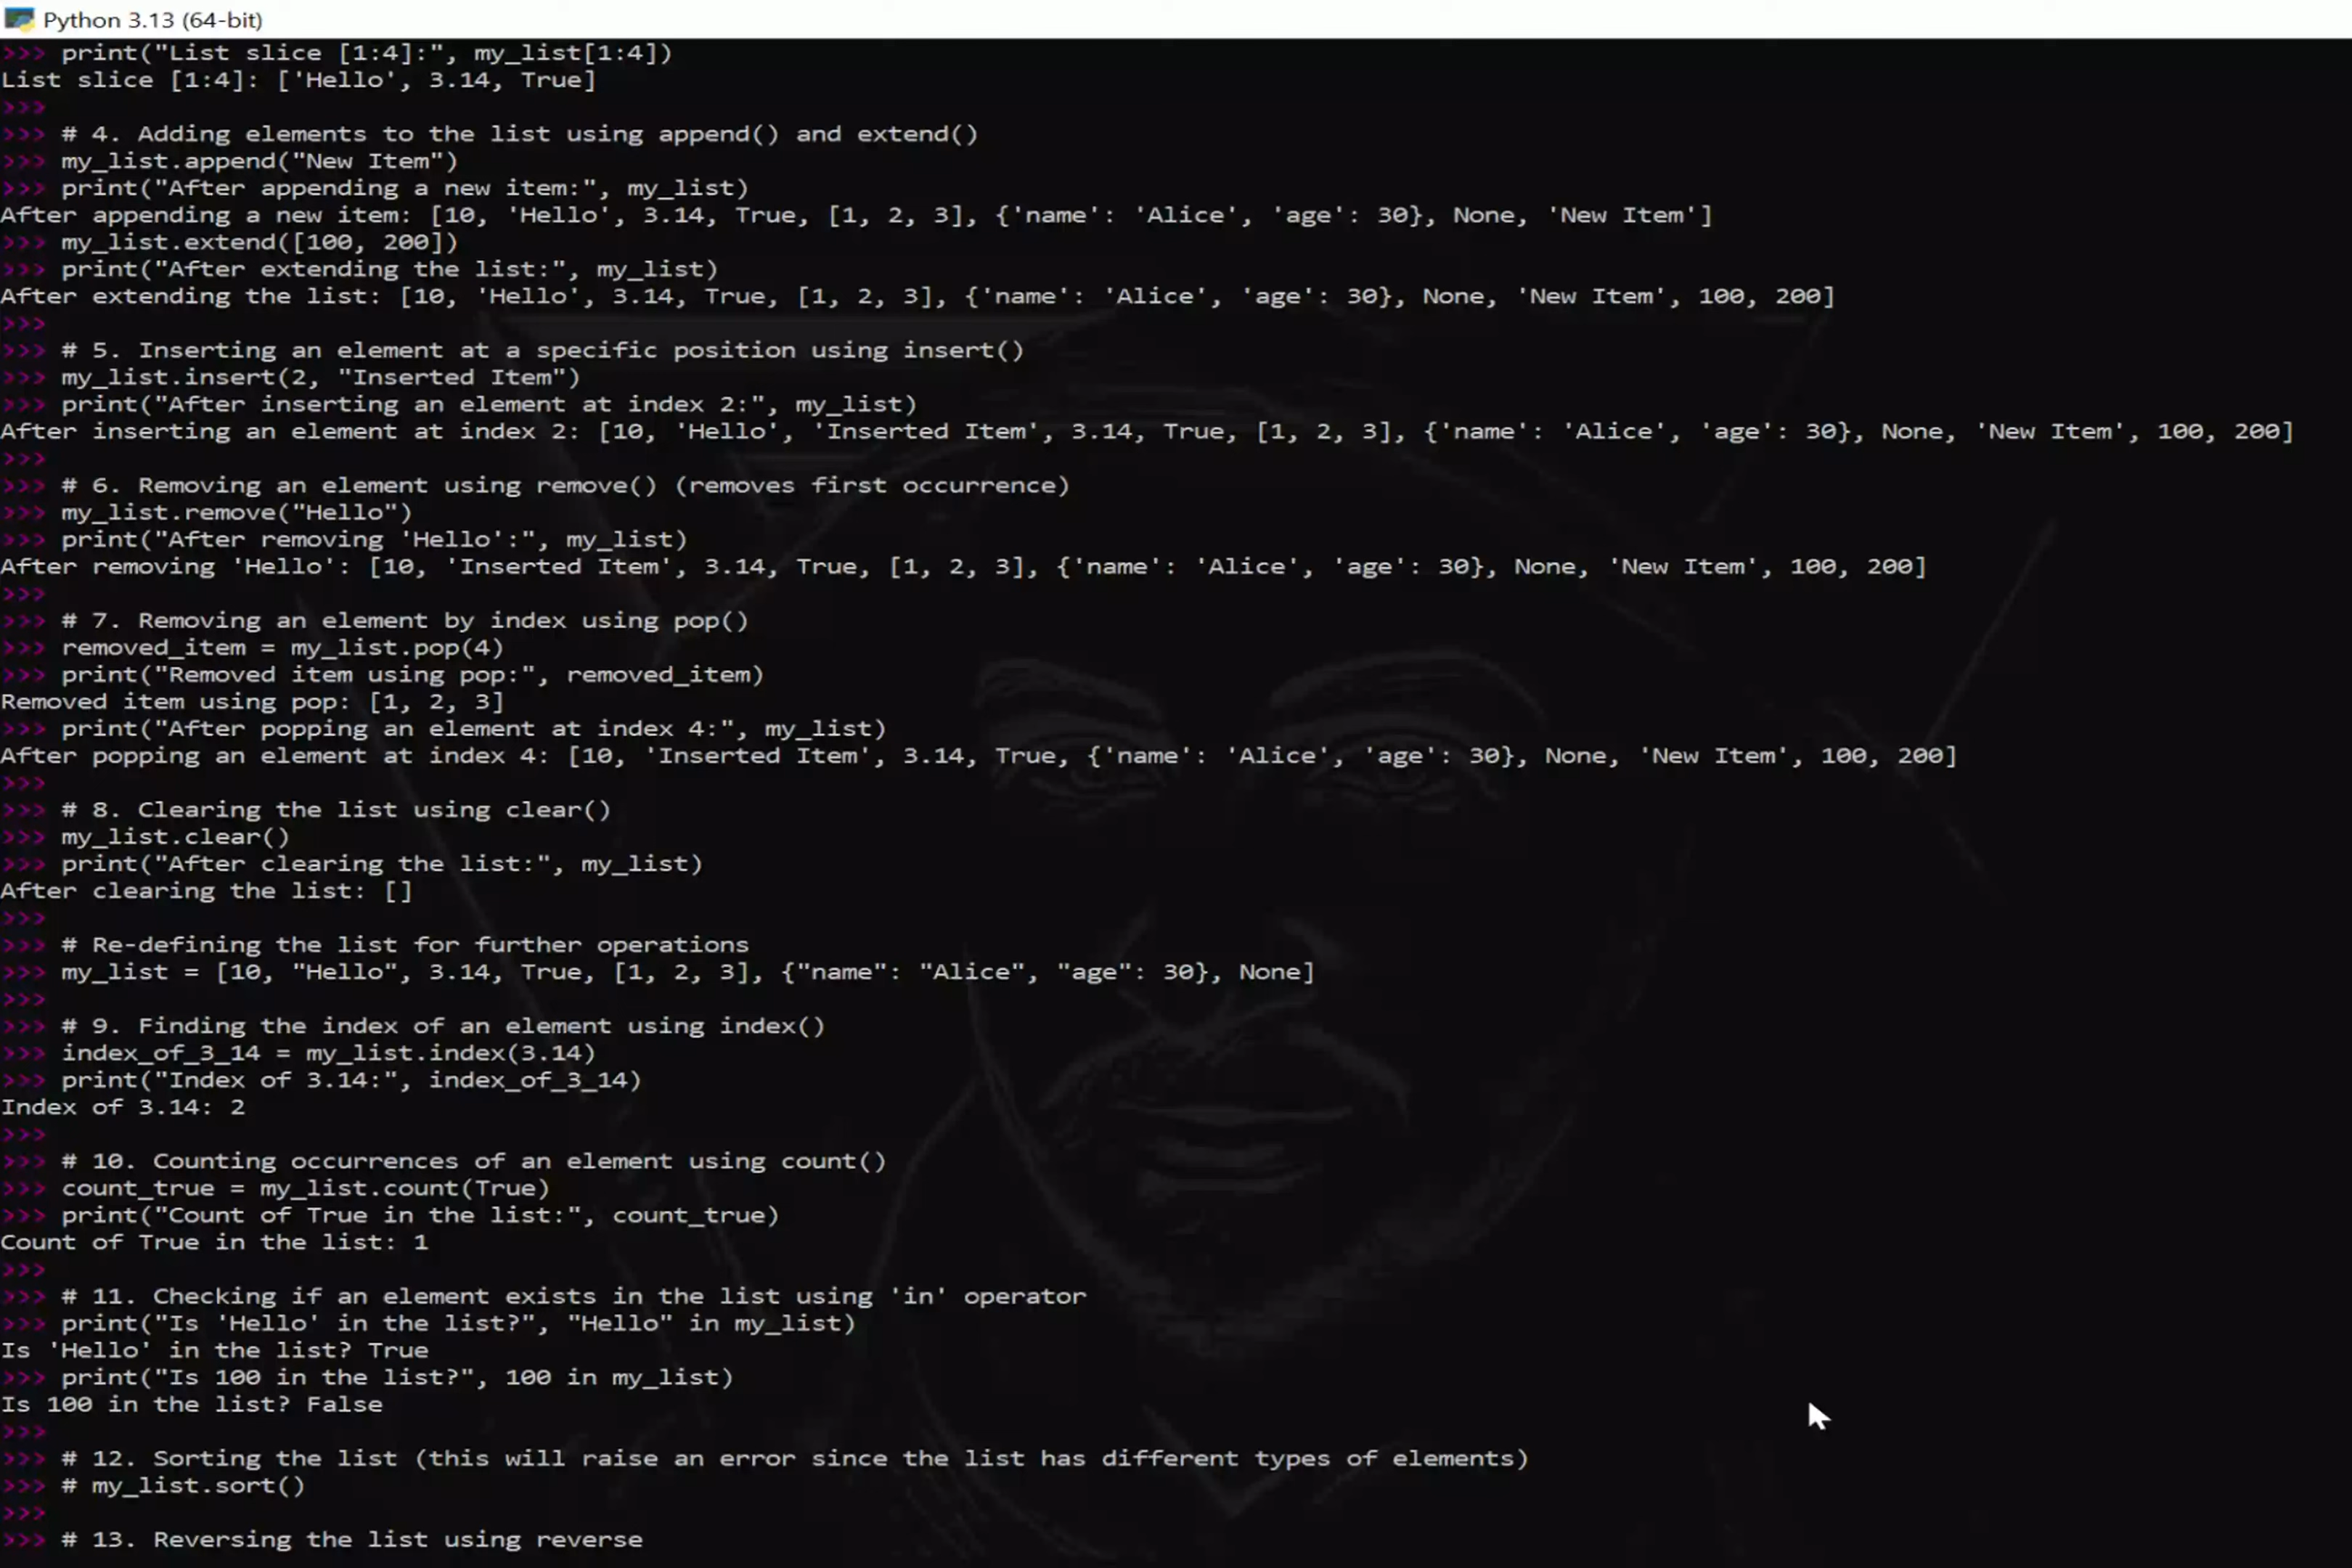 Python 3.13 (64-bit)
>>> print("List slice [1:4]:", my_list[1:4])
List slice [1:4]: ['Hello', 3.14, True]
>>>
>>> # 4. Adding elements to the list using append() and extend()
>>> my_list.append("New Item")
>>> print("After appending a new item:", my_list)
After appending a new item: [10, 'Hello', 3.14, True, [1, 2, 3], {'name': 'Alice', 'age': 30}, None, 'New Item']
>>> my_list.extend([100, 200])
>>> print("After extending the list:", my_list)
After extending the list: [10, 'Hello', 3.14, True, [1, 2, 3], {'name': 'Alice', 'age': 30}, None, 'New Item', 100, 200]
>>>
>>> # 5. Inserting an element at a specific position using insert()
>>> my_list.insert(2, "Inserted Item")
>>> print("After inserting an element at index 2:", my_list)
After inserting an element at index 2: [10, 'Hello', 'Inserted Item', 3.14, True, [1, 2, 3], {'name': 'Alice', 'age': 30}, None, 'New Item', 100, 200]
>>>
>>> # 6. Removing an element using remove() (removes first occurrence)
>>> my_list.remove("Hello")
>>> print("After removing 'Hello':", my_list)
After removing 'Hello': [10, 'Inserted Item', 3.14, True, [1, 2, 3], {'name': 'Alice', 'age': 30}, None, 'New Item', 100, 200]
>>>
>>> # 7. Removing an element by index using pop()
>>> removed_item = my_list.pop(4)
>>> print("Removed item using pop:", removed_item)
Removed item using pop: [1, 2, 3]
>>> print("After popping an element at index 4:", my_list)
After popping an element at index 4: [10, 'Inserted Item', 3.14, True, {'name': 'Alice', 'age': 30}, None, 'New Item', 100, 200]
>>>
>>> # 8. Clearing the list using clear()
>>> my_list.clear()
>>> print("After clearing the list:", my_list)
After clearing the list: []
>>>
>>> # Re-defining the list for further operations
>>> my_list = [10, "Hello", 3.14, True, [1, 2, 3], {"name": "Alice", "age": 30}, None]
>>>
>>> # 9. Finding the index of an element using index()
>>> index_of_3_14 = my_list.index(3.14)
>>> print("Index of 3.14:", index_of_3_14)
Index of 3.14: 2
>>>
>>> # 10. Counting occurrences of an element using count()
>>> count_true = my_list.count(True)
>>> print("Count of True in the list:", count_true)
Count of True in the list: 1
>>>
>>> # 11. Checking if an element exists in the list using 'in' operator
>>> print("Is 'Hello' in the list?", "Hello" in my_list)
Is 'Hello' in the list? True
>>> print("Is 100 in the list?", 100 in my_list)
Is 100 in the list? False
>>>
>>> # 12. Sorting the list (this will raise an error since the list has different types of elements)
>>> # my_list.sort()
>>>
>>> # 13. Reversing the list using reverse